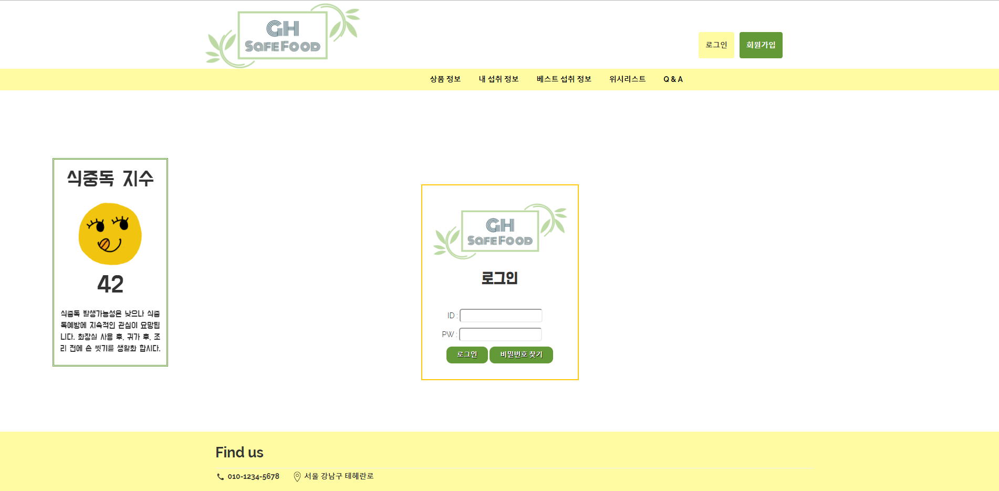 GH
SAFEFOOD
로그인
회원가입
상품 정보
내 섭취 정보
베스트 섭취 정보
위시리스트
Q & A
식중독 지수
42
식중독 발생가능성은 낮으나 식중
독예방에 지속적인 관심이 요망됩
니다. 화장실 사용 후, 귀가 후, 조
리 전에 손 씻기를 생활화 합시다.
GH
SAFEFOOD
로그인
ID :
PW :
로그인
비밀번호 찾기
Find us
010-1234-5678
서울 강남구 테헤란로